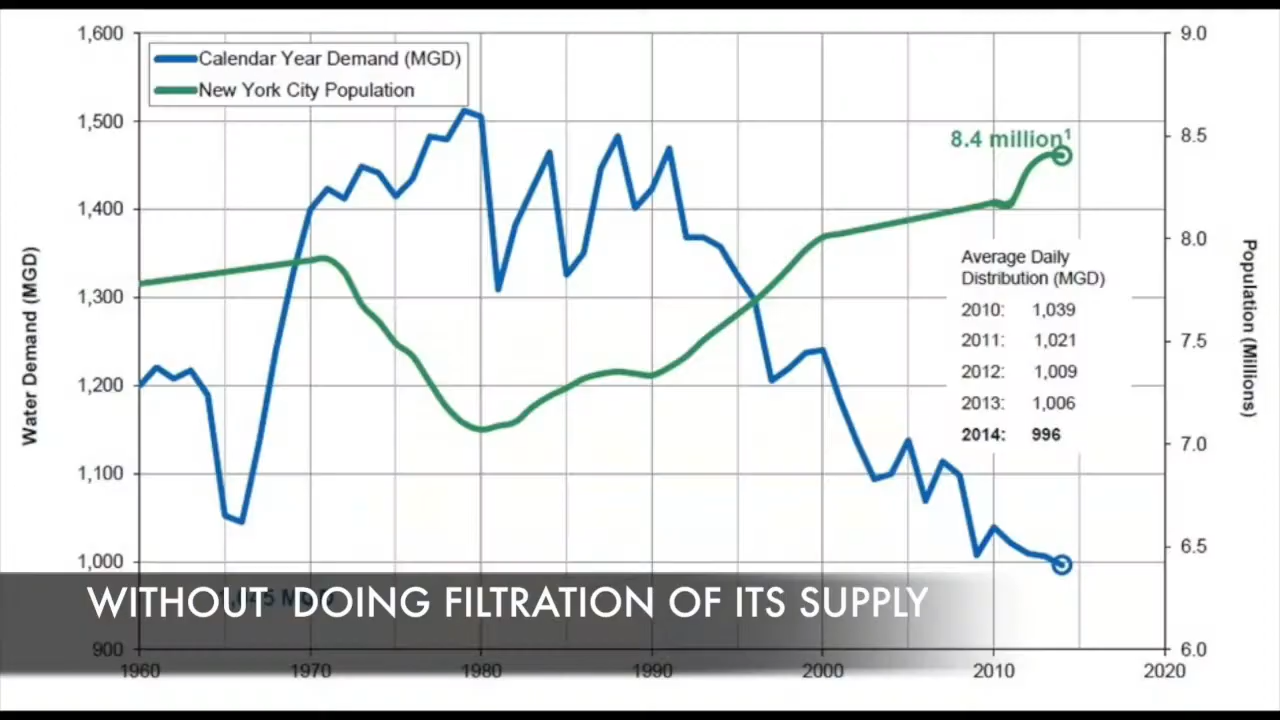 1,600
1,500
1,400
1,300
1,200
1,100
1,000
900
Water Demand (MGD)
Calendar Year Demand (MGD)
New York City Population
8.4 million¹
Average Daily
Distribution (MGD)
2010: 1,039
2011: 1,021
2012: 1,009
2013: 1,006
2014: 996
9.0
8.5
8.0
7.5
7.0
6.5
6.0
Population (Millions)
WITHOUT DOING FILTRATION OF ITS SUPPLY
1960 1970 1980 1990 2000 2010 2020